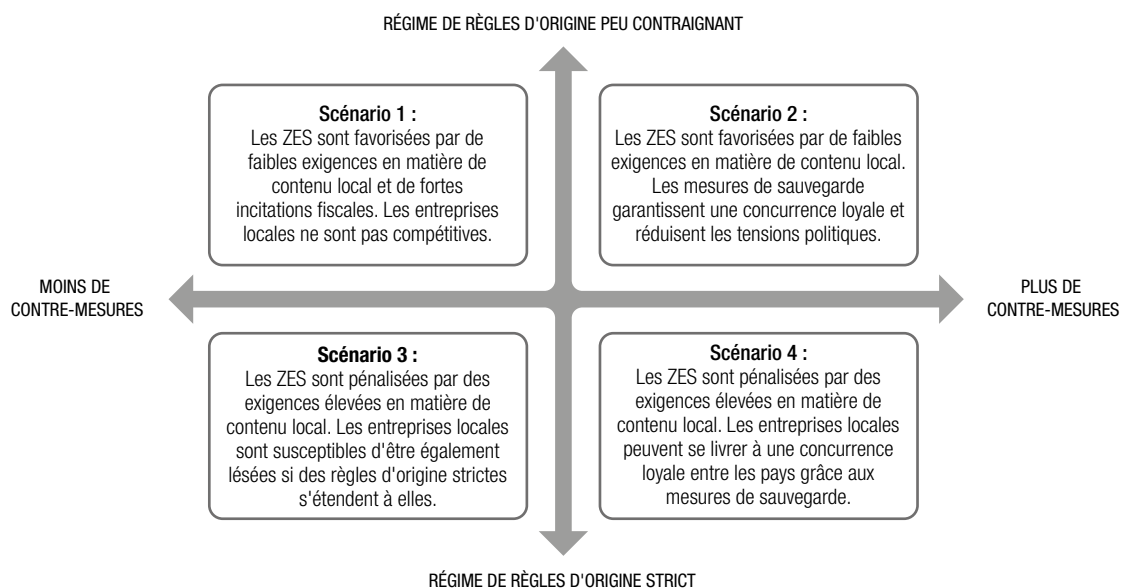 RÉGIME DE RÈGLES D'ORIGINE PEU CONTRAIGNANT
Scénario 1 :
Les ZES sont favorisées par de
faibles exigences en matière de
contenu local et de fortes
incitations fiscales. Les entreprises
locales ne sont pas compétitives.
Scénario 2 :
Les ZES sont favorisées par de faibles
exigences en matière de contenu local.
Les mesures de sauvegarde
garantissent une concurrence loyale et
réduisent les tensions politiques.
MOINS DE
CONTRE-MESURES
PLUS DE
CONTRE-MESURES
Scénario 3 :
Les ZES sont pénalisées par des
exigences élevées en matière de
contenu local. Les entreprises locales
sont susceptibles d'être également
lésées si des règles d'origine strictes
s'étendent à elles.
Scénario 4 :
Les ZES sont pénalisées par des
exigences élevées en matière de
contenu local. Les entreprises locales
peuvent se livrer à une concurrence
loyale entre les pays grâce aux
mesures de sauvegarde.
RÉGIME DE RÈGLES D'ORIGINE STRICT